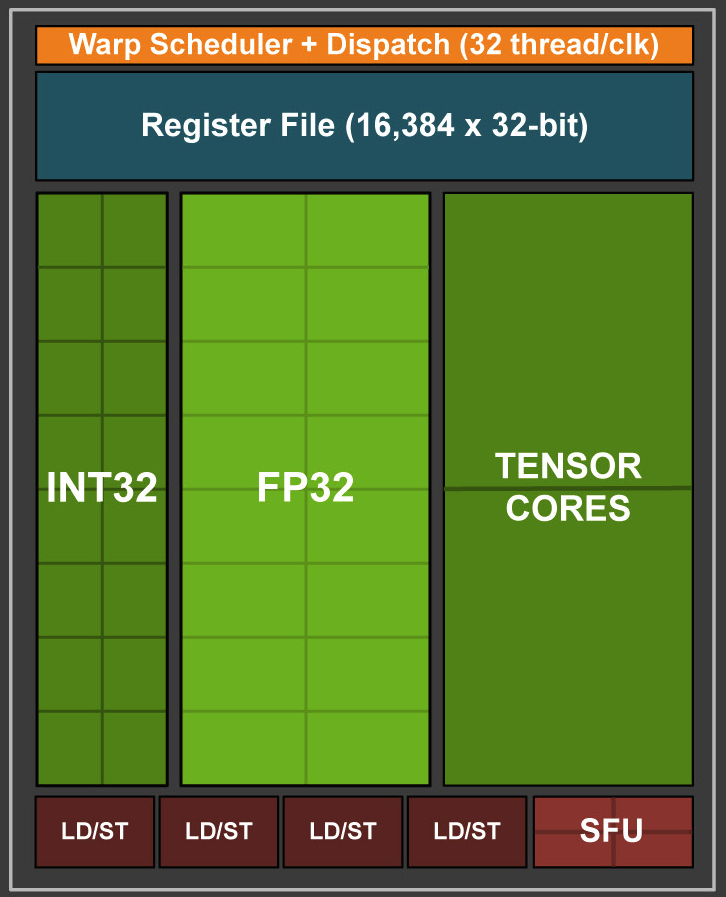 Warp Scheduler + Dispatch (32 thread/clk)
Register File (16,384 x 32-bit)
INT32
FP32
TENSOR
CORES
LD/ST
LD/ST
LD/ST
LD/ST
SFU